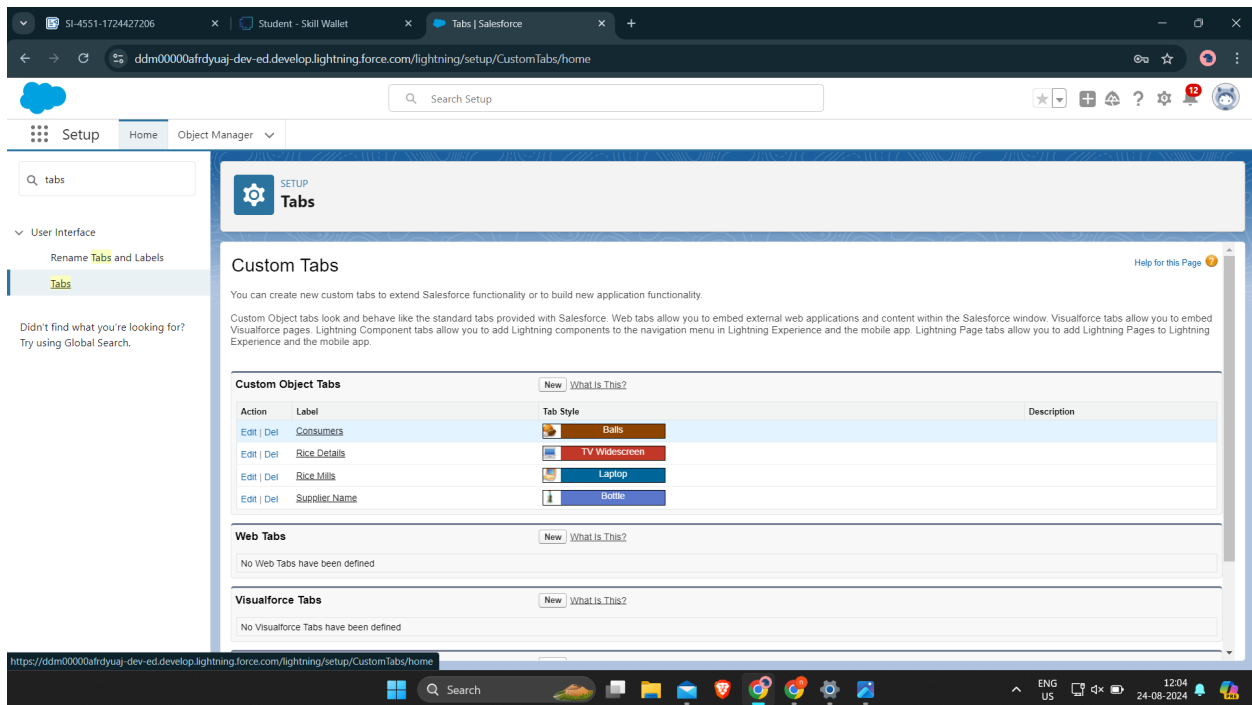 SI-4551-1724427206
Student - Skill Wallet
Tabs | Salesforce
ddm00000afrdyuaj-dev-ed.develop.lightning.force.com/lightning/setup/CustomTabs/home
Search Setup
12
Setup
Home
Object Manager
tabs
User Interface
Rename Tabs and Labels
Tabs
Didn't find what you're looking for?
Try using Global Search.
SETUP
Tabs
Custom Tabs
Help for this Page
You can create new custom tabs to extend Salesforce functionality or to build new application functionality.
Custom Object tabs look and behave like the standard tabs provided with Salesforce. Web tabs allow you to embed external web applications and content within the Salesforce window. Visualforce tabs allow you to embed
Visualforce pages. Lightning Component tabs allow you to add Lightning components to the navigation menu in Lightning Experience and the mobile app. Lightning Page tabs allow you to add Lightning Pages to Lightning
Experience and the mobile app.
Custom Object Tabs New What Is This?
Action Label Tab Style Description
Edit | Del Consumers Balls
Edit | Del Rice Details TV Widescreen
Edit | Del Rice Mills Laptop
Edit | Del Supplier Name Bottle
Web Tabs New What Is This?
No Web Tabs have been defined
Visualforce Tabs New What Is This?
No Visualforce Tabs have been defined
https://ddm00000afrdyuaj-dev-ed.develop.lightning.force.com/lightning/setup/CustomTabs/home
Search
ENG
US
12:04
24-08-2024